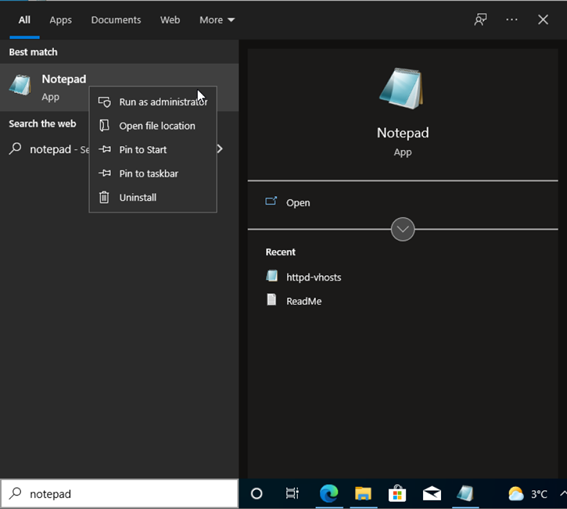 All Apps Documents Web More
Best match
Notepad
App
Run as administrator
Search the web
Open file location
notepad - Se
Pin to Start
Pin to taskbar
Uninstall
Notepad
App
Open
Recent
httpd-vhosts
ReadMe
notepad
3°C